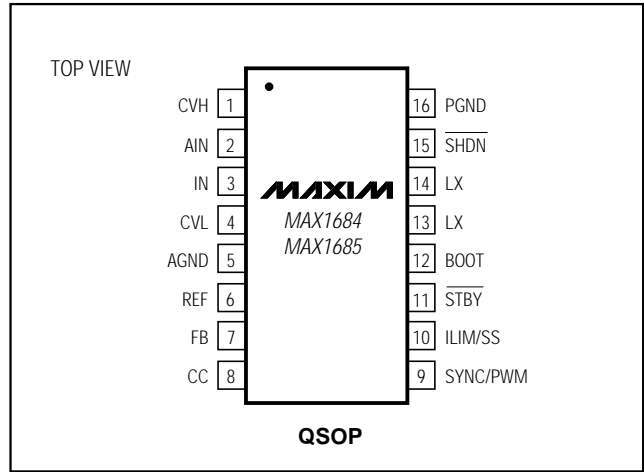 TOP VIEW
CVH 1
AIN 2
IN 3
CVL 4
AGND 5
REF 6
FB 7
CC 8
MAXIM
MAX1684
MAX1685
16 PGND
15 SHDN
14 LX
13 LX
12 BOOT
11 STBY
10 ILIM/SS
9 SYNC/PWM
QSOP